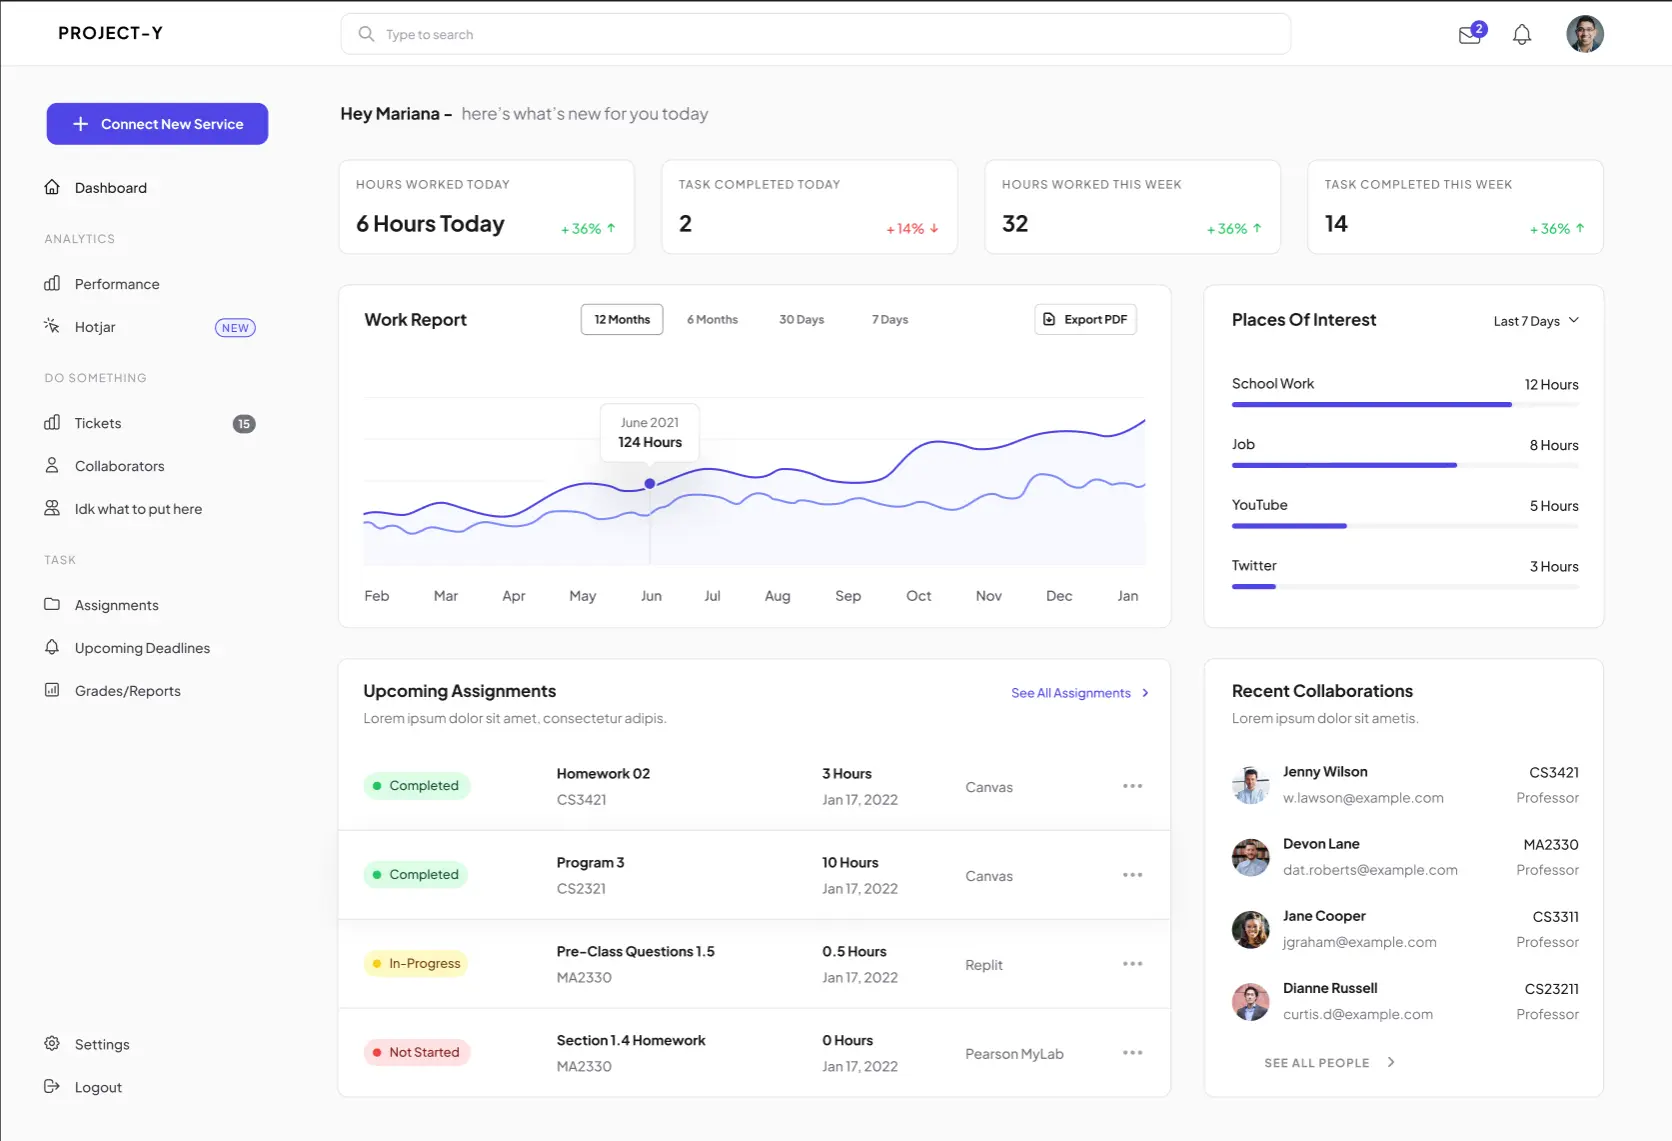 PROJECT-Y
Type to search
2
Connect New Service
Dashboard
ANALYTICS
Performance
Hotjar
NEW
DO SOMETHING
Tickets
15
Collaborators
Idk what to put here
TASK
Assignments
Upcoming Deadlines
Grades/Reports
Settings
Logout
Hey Mariana - here's what's new for you today
HOURS WORKED TODAY
6 Hours Today
+ 36%
TASK COMPLETED TODAY
2
+ 14%
HOURS WORKED THIS WEEK
32
+ 36%
TASK COMPLETED THIS WEEK
14
+ 36%
Work Report
12 Months
6 Months
30 Days
7 Days
Export PDF
June 2021
124 Hours
Feb Mar Apr May Jun Jul Aug Sep Oct Nov Dec Jan
Places Of Interest
Last 7 Days
School Work 12 Hours
Job 8 Hours
YouTube 5 Hours
Twitter 3 Hours
Upcoming Assignments
See All Assignments
Lorem ipsum dolor sit amet, consectetur adipis.
Completed
Homework 02
CS3421
3 Hours
Jan 17, 2022
Canvas
Completed
Program 3
CS2321
10 Hours
Jan 17, 2022
Canvas
In-Progress
Pre-Class Questions 1.5
MA2330
0.5 Hours
Jan 17, 2022
Replit
Not Started
Section 1.4 Homework
MA2330
0 Hours
Jan 17, 2022
Pearson MyLab
Recent Collaborations
Lorem ipsum dolor sit ametis.
Jenny Wilson CS3421
w.lawson@example.com Professor
Devon Lane MA2330
dat.roberts@example.com Professor
Jane Cooper CS3311
jgraham@example.com Professor
Dianne Russell CS23211
curtis.d@example.com Professor
SEE ALL PEOPLE